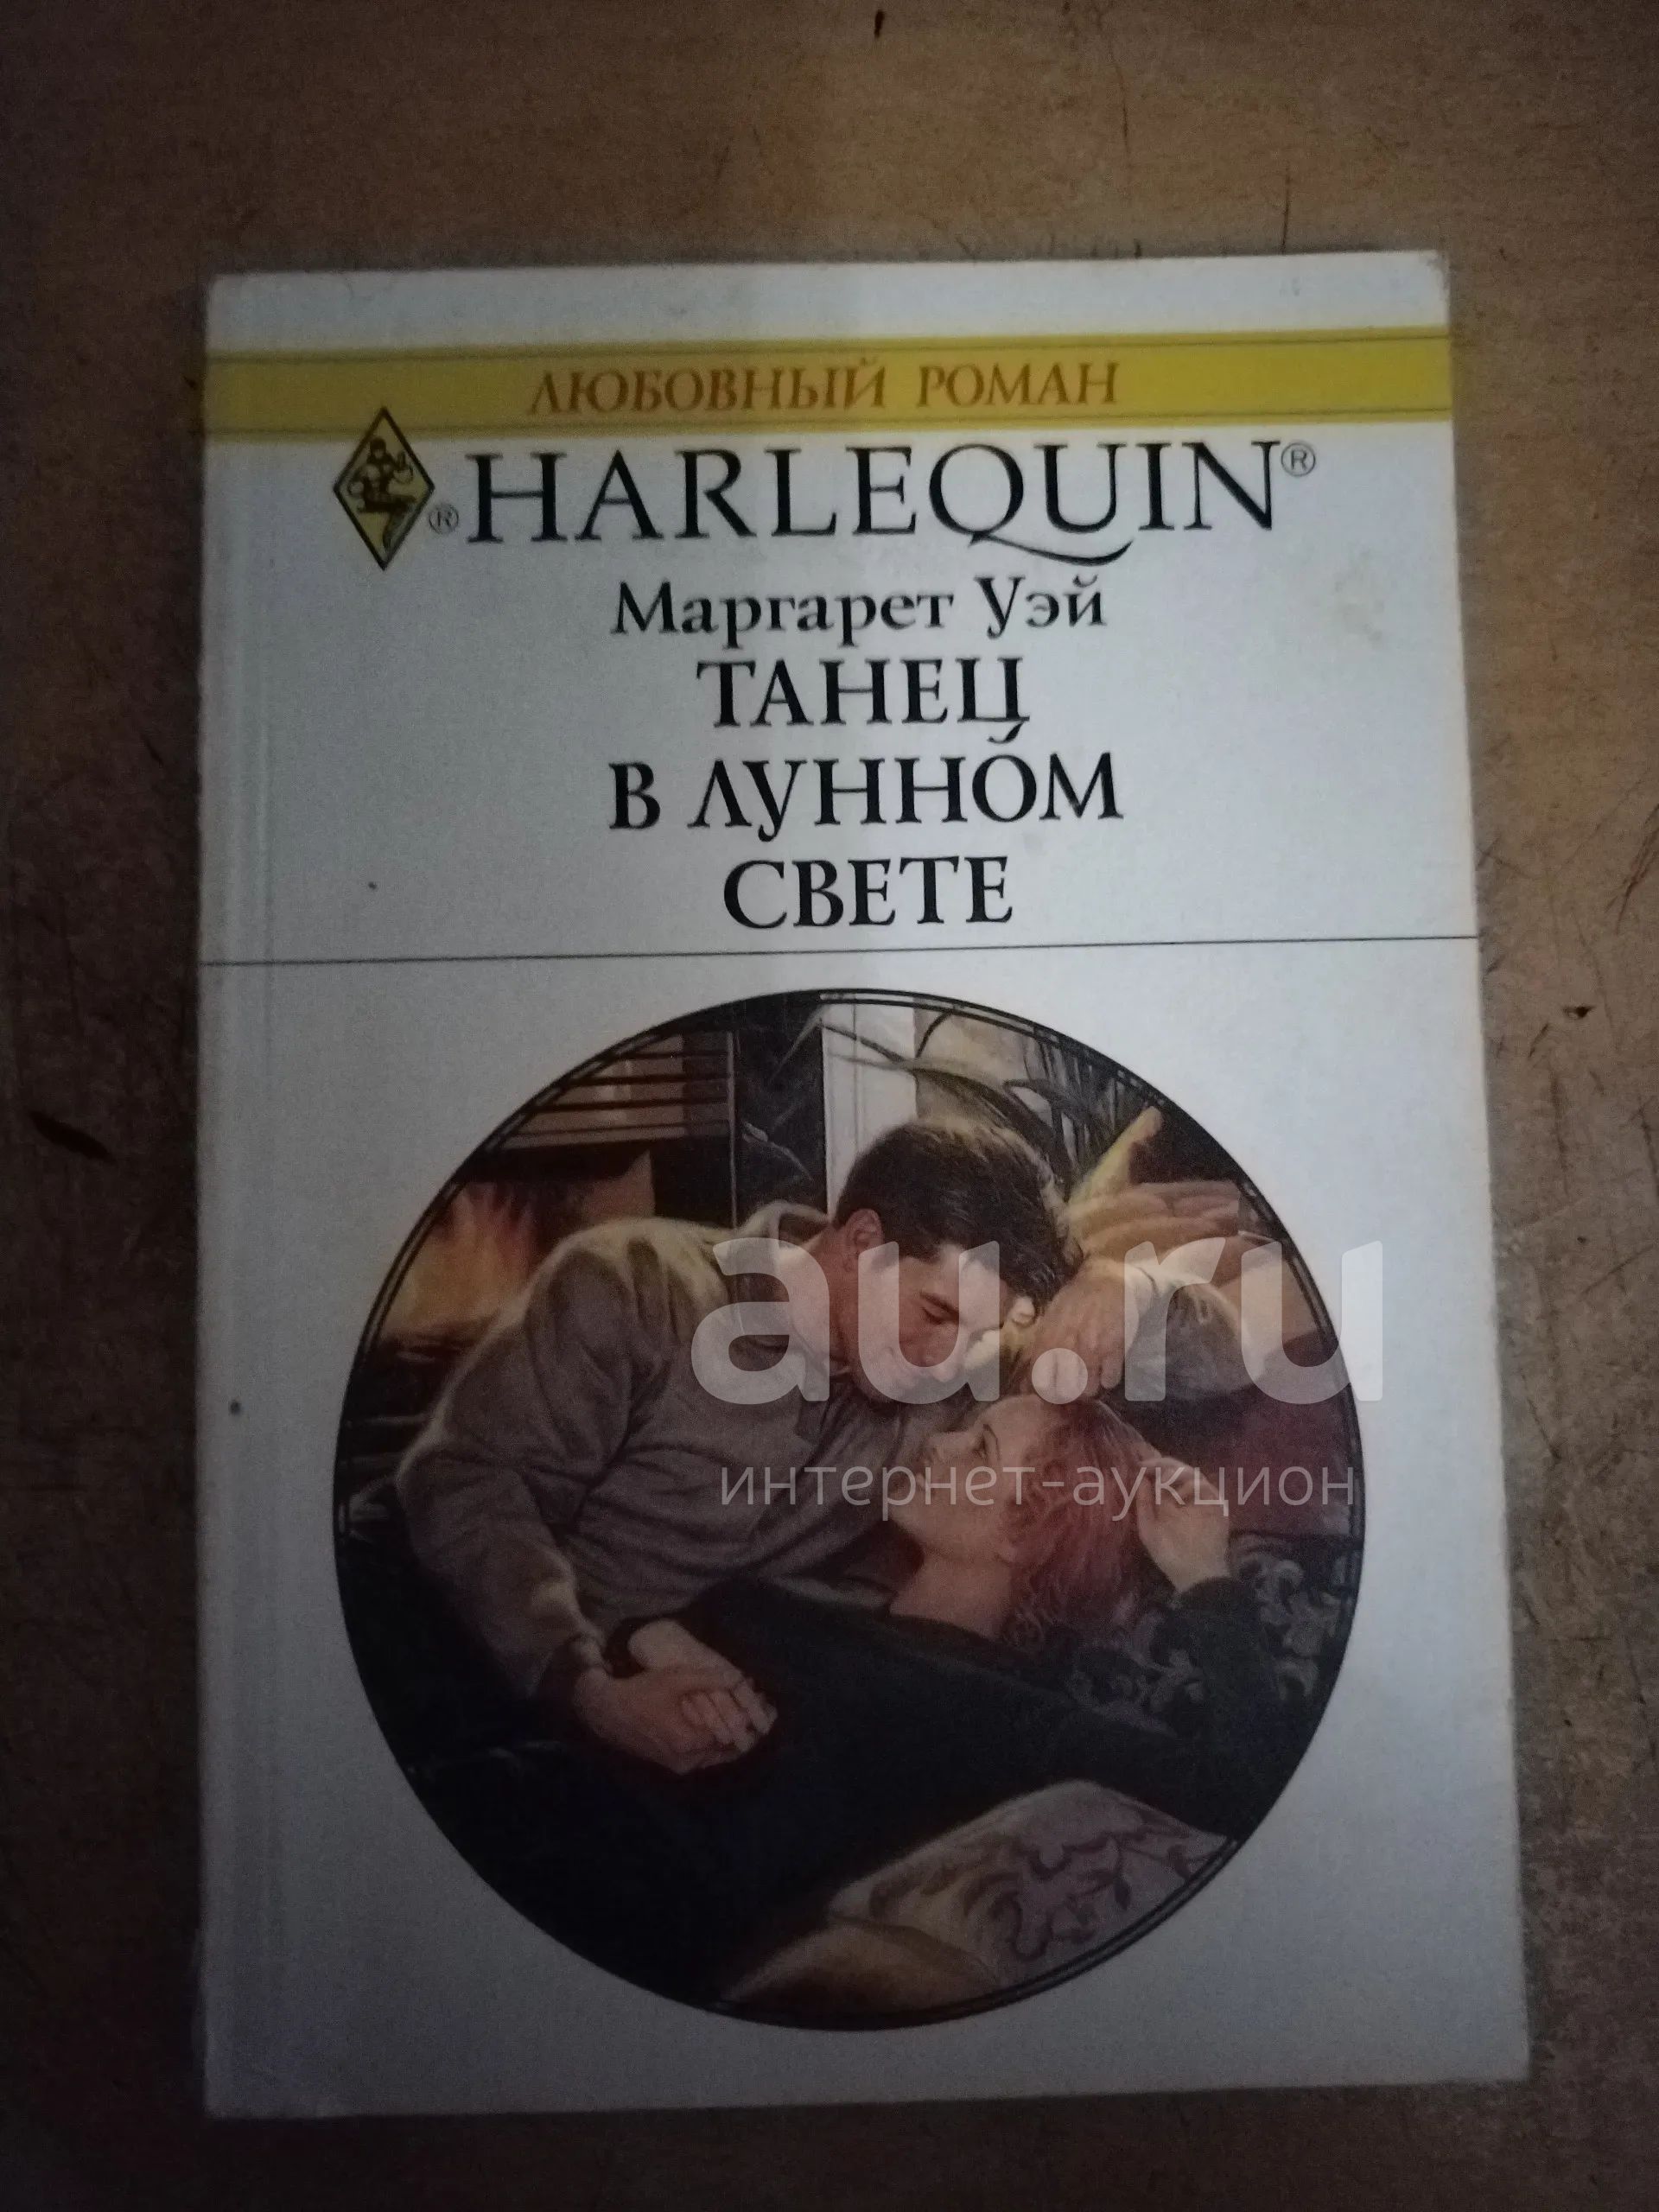 ЛЮБОВНЫЙ РОМАН
® HARLEQUIN®
Маргарет Уэй
ТАНЕЦ
В ЛУННОМ
СВЕТЕ
au.ru
интернет-аукцион